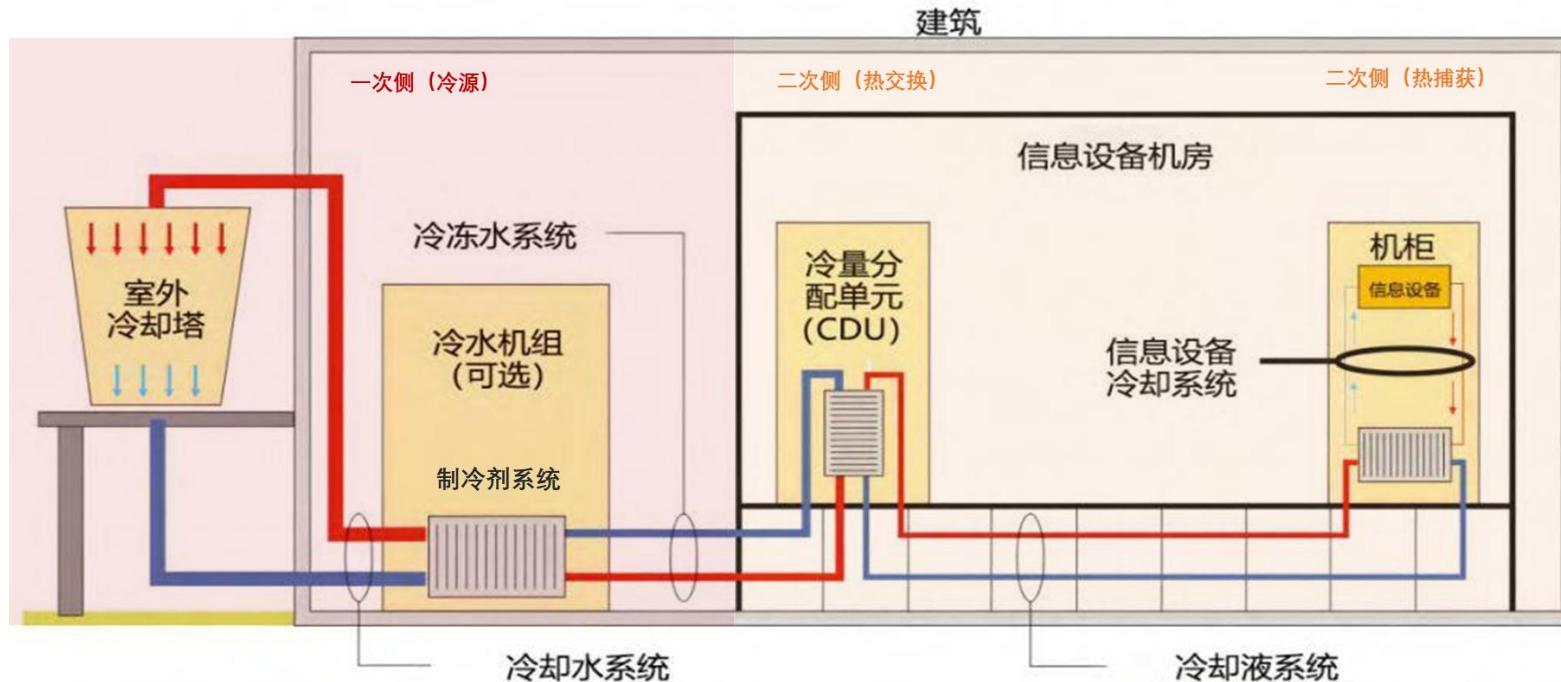 建筑
一次侧（冷源）
二次侧（热交换）
二次侧（热捕获）
信息设备机房
冷冻水系统
室外
冷却塔
冷水机组
(可选)
制冷剂系统
冷量分
配单元
(CDU)
机柜
信息设备
信息设备
冷却系统
冷却水系统
冷却液系统